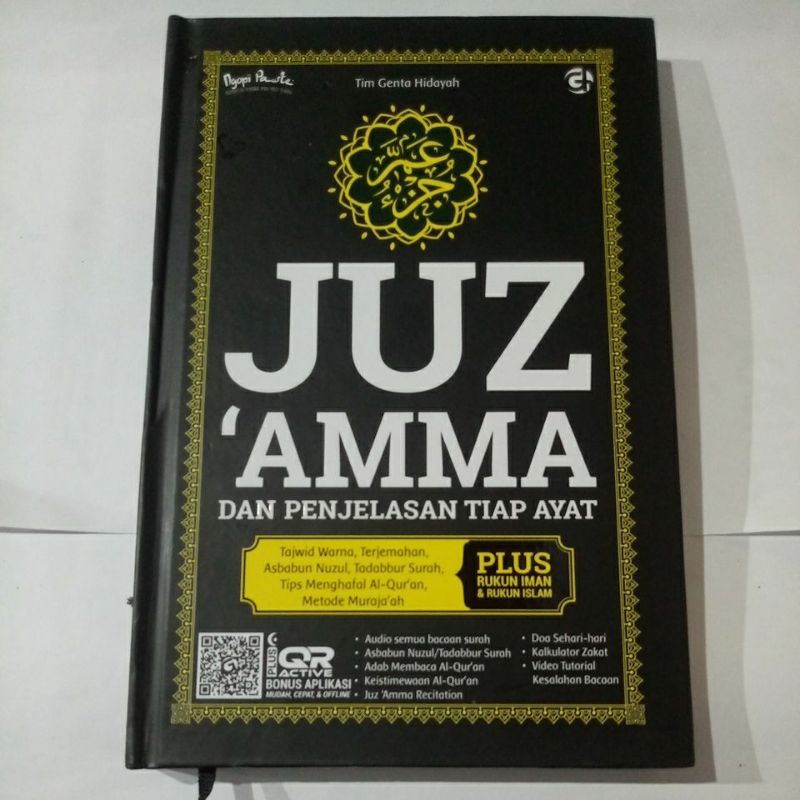 Ngopi Pawte
Tim Genta Hidayah
G+
جُزْءُ عَمَّ
JUZ
‘AMMA
DAN PENJELASAN TIAP AYAT
Tajwid Warna, Terjemahan,
Asbabun Nuzul, Tadabbur Surah,
Tips Menghafal Al-Qur'an,
Metode Muraja'ah
PLUS
RUKUN IMAN
& RUKUN ISLAM
PLUS
QR
ACTIVE
BONUS APLIKASI
MUDAH, CEPAT, & OFFLINE
• Audio semua bacaan surah
• Asbabun Nuzul/Tadabbur Surah
• Adab Membaca Al-Qur'an
• Keistimewaan Al-Qur'an
• Juz 'Amma Recitation
• Doa Sehari-hari
• Kalkulator Zakat
• Video Tutorial
Kesalahan Bacaan